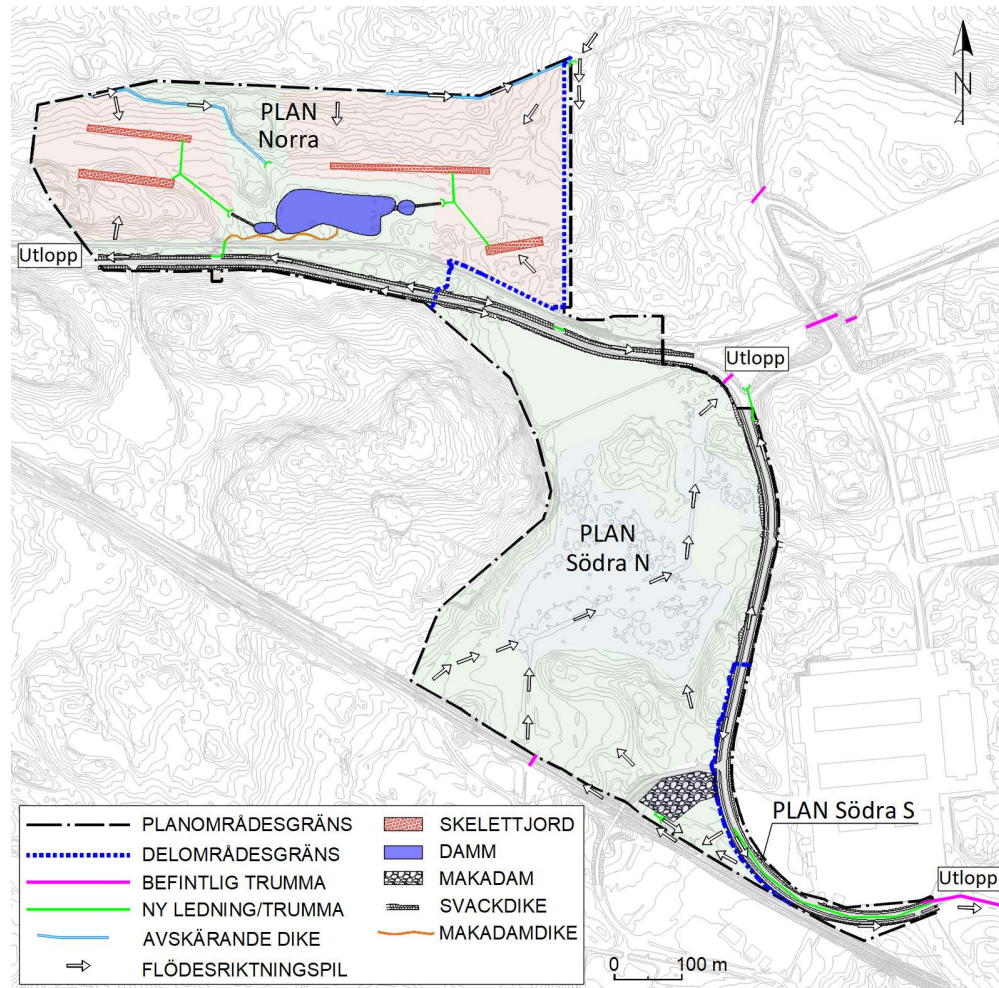 N
PLAN
Norra
Utlopp
Utlopp
PLAN
Södra N
PLAN Södra S
Utlopp
PLANOMRÅDESGRÄNS
DELOMRÅDESGRÄNS
BEFINTLIG TRUMMA
NY LEDNING/TRUMMA
AVSKÄRANDE DIKE
FLÖDESRIKTNINGSPIL
SKELETTJORD
DAMM
MAKADAM
SVACKDIKE
MAKADAMDIKE
0 100 m